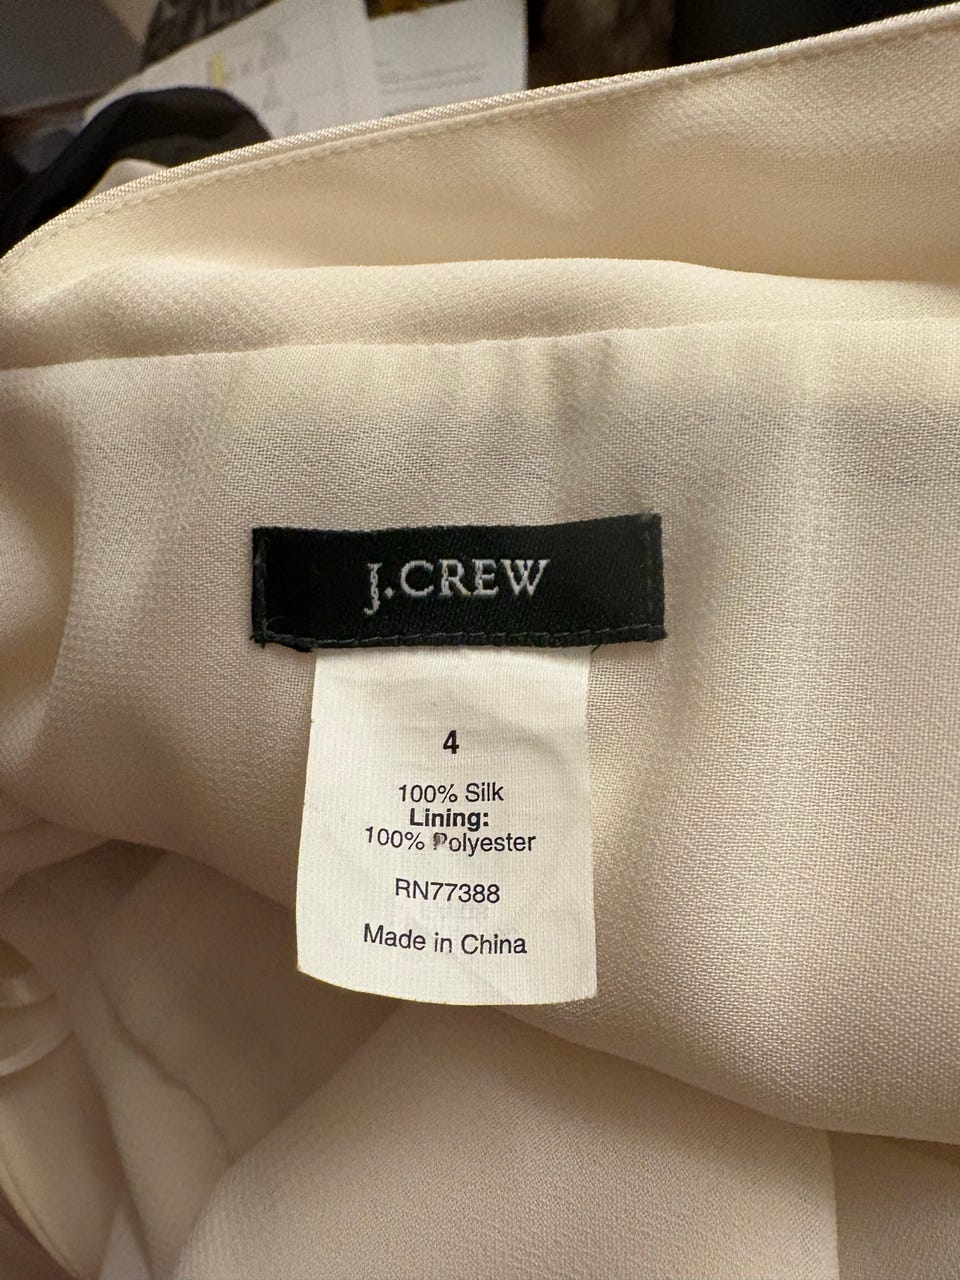 J.CREW
4
100% Silk
Lining:
100% Polyester
RN77388
Made in China